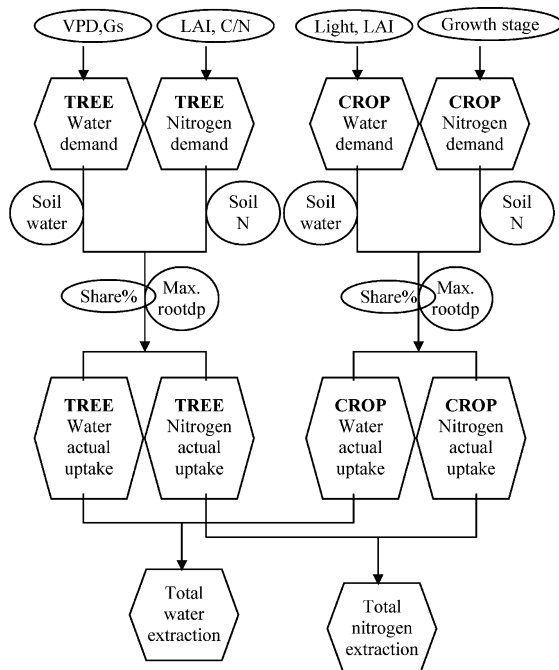 VPD,Gs
LAI, C/N
Light, LAI
Growth stage
TREE
Water
demand
TREE
Nitrogen
demand
CROP
Water
demand
CROP
Nitrogen
demand
Soil
water
Soil
N
Soil
water
Soil
N
Share%
Max.
rootdp
Share%
Max.
rootdp
TREE
Water
actual
uptake
TREE
Nitrogen
actual
uptake
CROP
Water
actual
uptake
CROP
Nitrogen
actual
uptake
Total
water
extraction
Total
nitrogen
extraction